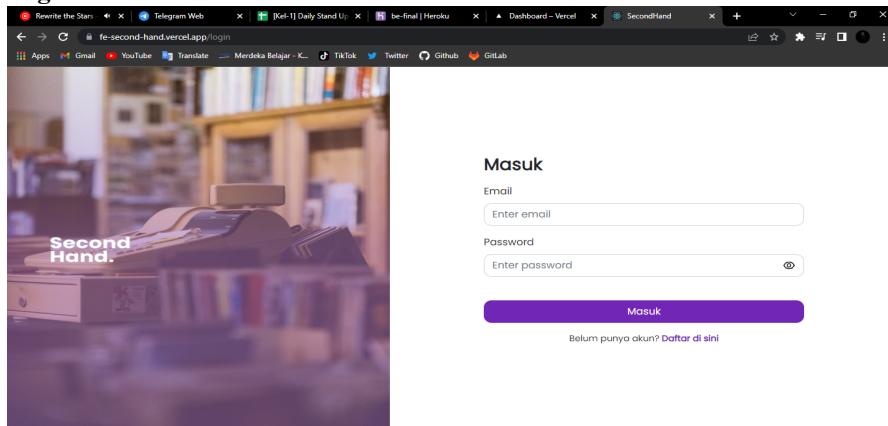 Rewrite the Stars
Telegram Web
[Kel-1] Daily Stand Up
be-final | Heroku
Dashboard – Vercel
SecondHand
fe-second-hand.vercel.app/login
Apps
Gmail
YouTube
Translate
Merdeka Belajar - K...
TikTok
Twitter
Github
GitLab
Second
Hand.
Masuk
Email
Enter email
Password
Enter password
Masuk
Belum punya akun? Daftar di sini